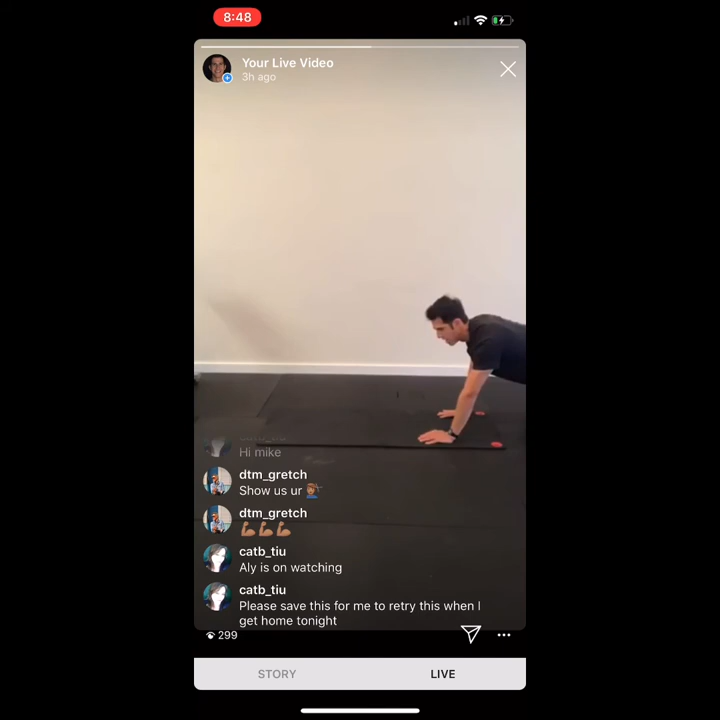 8:48
Your Live Video
3h ago
Hi mike
dtm_gretch
Show us ur
dtm_gretch
catb_tiu
Aly is on watching
catb_tiu
Please save this for me to retry this when I
get home tonight
299
STORY
LIVE